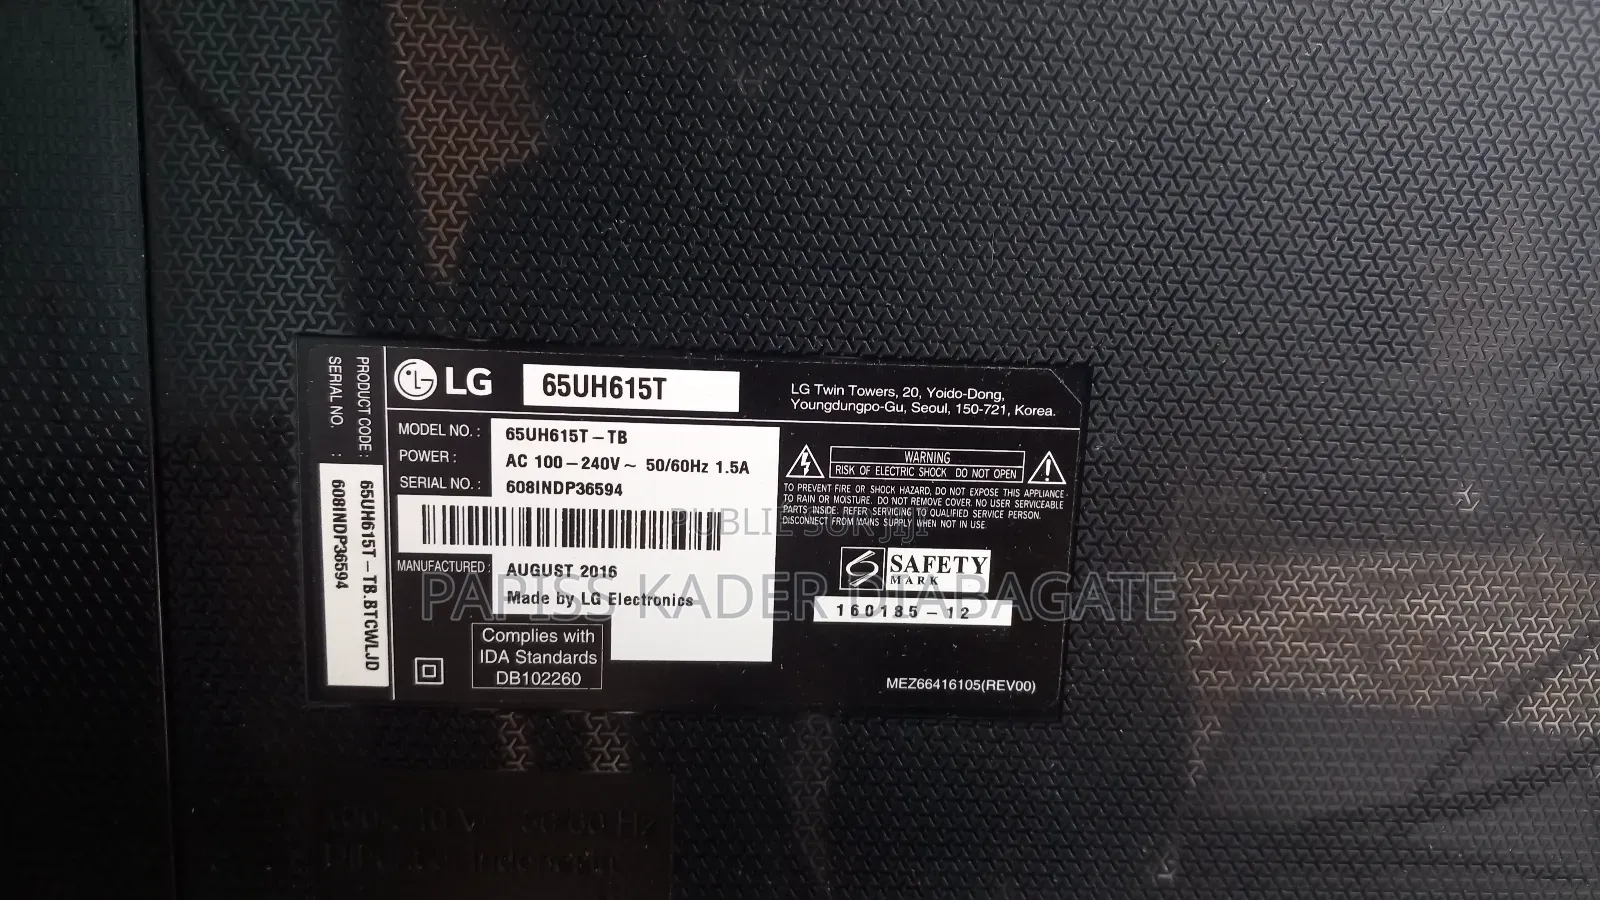 LG
65UH615T
LG Twin Towers, 20, Yoido-Dong,
Youngdungpo-Gu, Seoul, 150-721, Korea.
PRODUCT CODE : 65UH615T – TB.BTCWLJD
SERIAL NO. : 608INDP36594
MODEL NO. : 65UH615T – TB
POWER : AC 100 – 240V ~ 50/60Hz 1.5A
SERIAL NO. : 608INDP36594
MANUFACTURED : AUGUST 2016
Made by LG Electronics
Complies with
IDA Standards
DB102260
WARNING
RISK OF ELECTRIC SHOCK DO NOT OPEN
TO PREVENT FIRE OR SHOCK HAZARD, DO NOT EXPOSE THIS APPLIANCE
TO RAIN OR MOISTURE. DO NOT REMOVE COVER. NO USER SERVICEABLE
PARTS INSIDE. REFER SERVICING TO QUALIFIED SERVICE PERSON.
DISCONNECT FROM MAINS SUPPLY WHEN NOT IN USE.
SAFETY
MARK
160185-12
MEZ66416105(REV00)
PUBLIÉ SUR JIJI
PAPISS KADER DIABAGATE